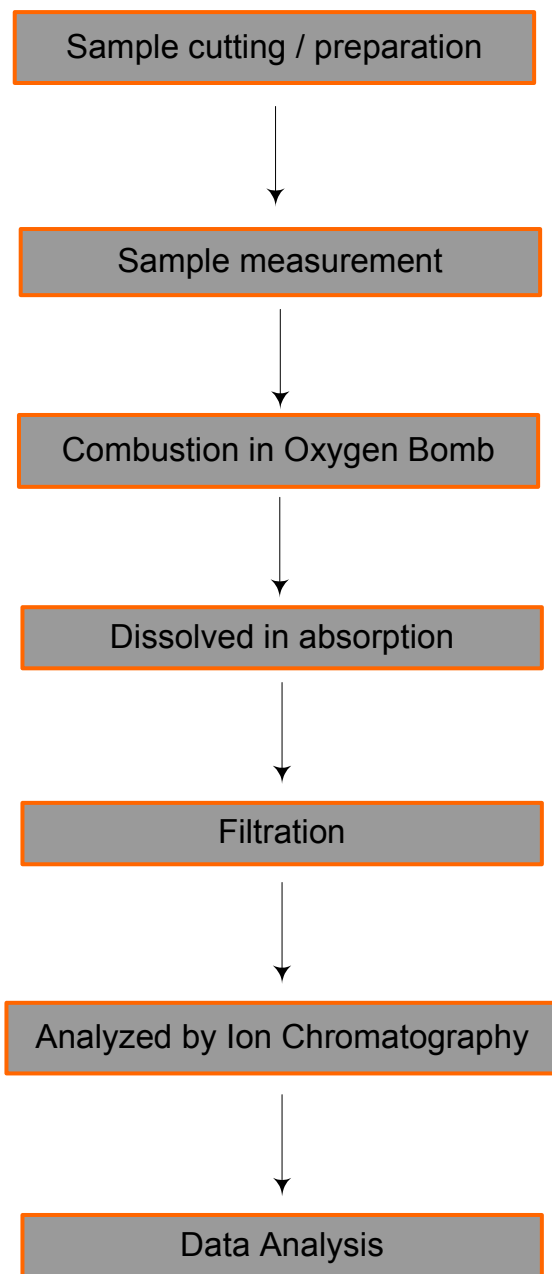 Sample cutting / preparation
Sample measurement
Combustion in Oxygen Bomb
Dissolved in absorption
Filtration
Analyzed by Ion Chromatography
Data Analysis